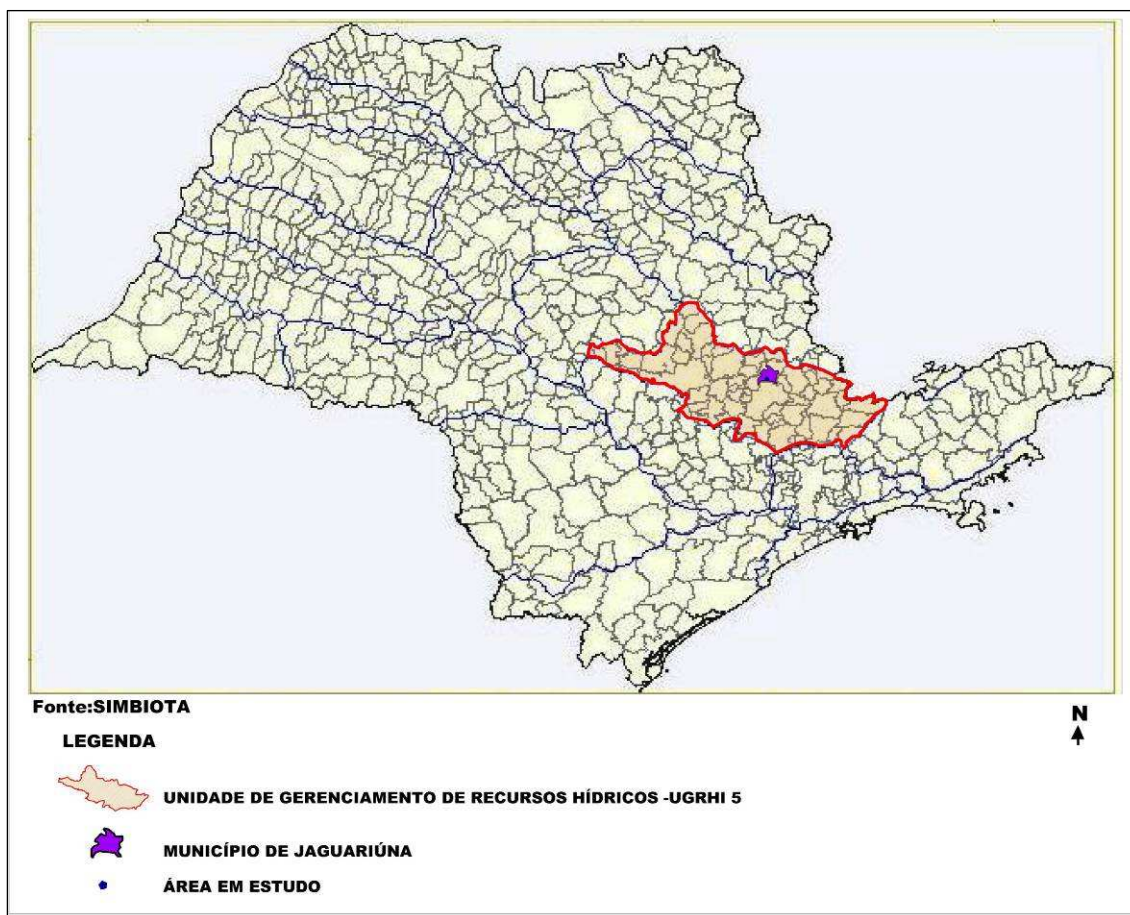 Fonte:SIMBIOTA
N
LEGENDA
UNIDADE DE GERENCIAMENTO DE RECURSOS HÍDRICOS -UGRHI 5
MUNICÍPIO DE JAGUARIÚNA
ÁREA EM ESTUDO